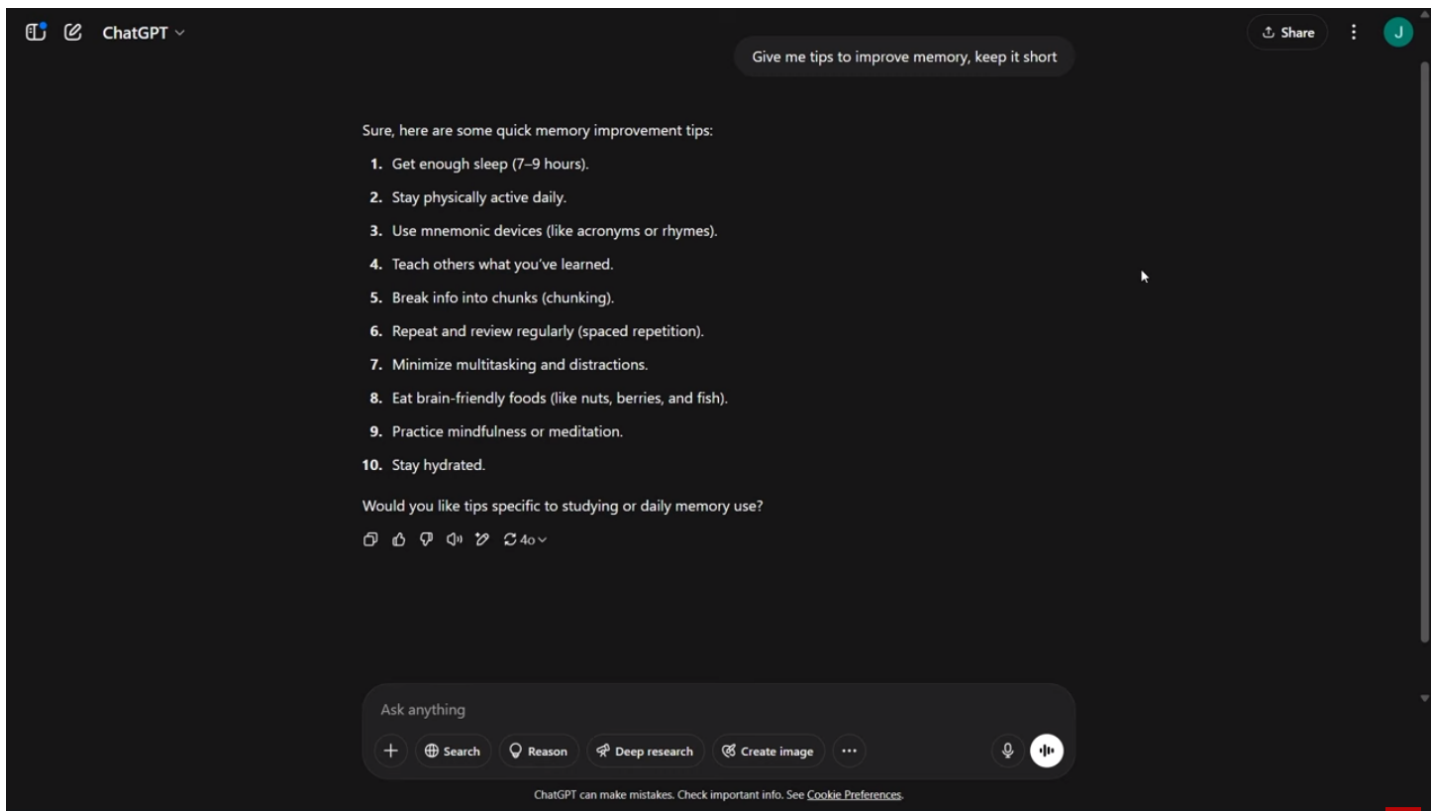 ChatGPT
Share
J
Give me tips to improve memory, keep it short
Sure, here are some quick memory improvement tips:
1. Get enough sleep (7–9 hours).
2. Stay physically active daily.
3. Use mnemonic devices (like acronyms or rhymes).
4. Teach others what you’ve learned.
5. Break info into chunks (chunking).
6. Repeat and review regularly (spaced repetition).
7. Minimize multitasking and distractions.
8. Eat brain-friendly foods (like nuts, berries, and fish).
9. Practice mindfulness or meditation.
10. Stay hydrated.
Would you like tips specific to studying or daily memory use?
4o
Ask anything
Search
Reason
Deep research
Create image
ChatGPT can make mistakes. Check important info. See Cookie Preferences.